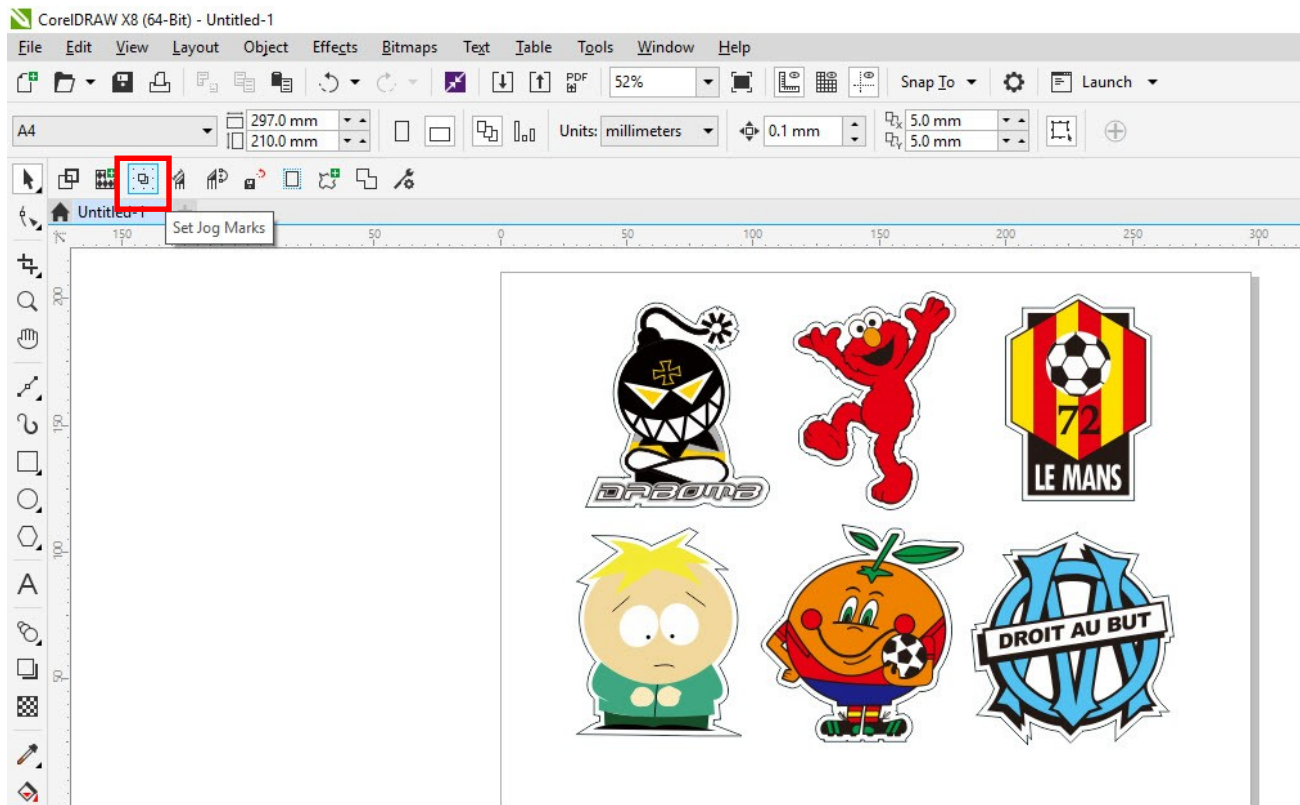 CorelDRAW X8 (64-Bit) - Untitled-1
File Edit View Layout Object Effects Bitmaps Text Table Tools Window Help
PDF 52% Snap To Launch
A4 297.0 mm 210.0 mm Units: millimeters 0.1 mm 5.0 mm 5.0 mm
Untitled-1
Set Jog Marks
150 50 0 50 100 150 200 250 300
200
150
100
50
72
LE MANS
DABOMB
DROIT AU BUT